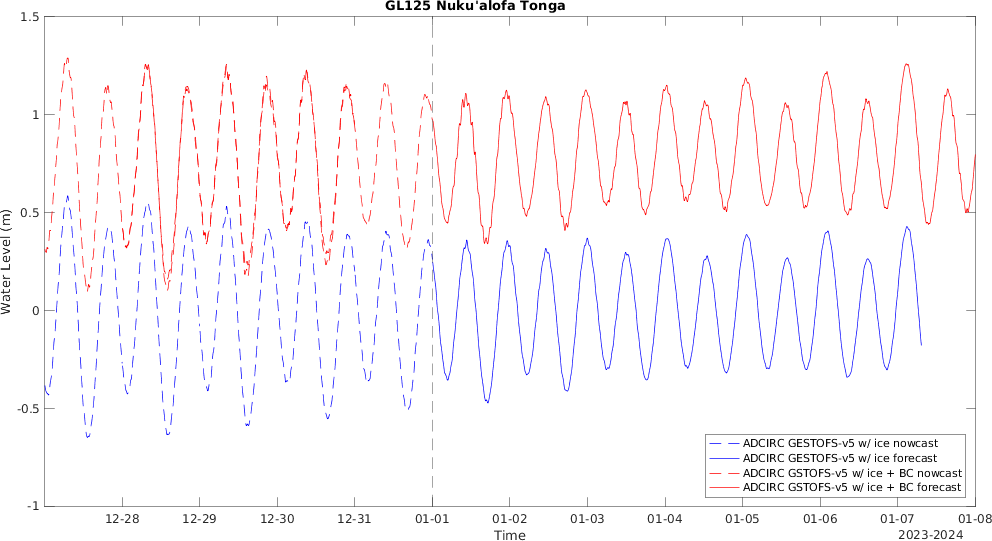 GL125 Nuku'alofa Tonga
1.5
1
0.5
0
-0.5
-1
Water Level (m)
12-28 12-29 12-30 12-31 01-01 01-02 01-03 01-04 01-05 01-06 01-07 01-08
Time
2023-2024
ADCIRC GESTOFS-v5 w/ ice nowcast
ADCIRC GESTOFS-v5 w/ ice forecast
ADCIRC GSTOFS-v5 w/ ice + BC nowcast
ADCIRC GSTOFS-v5 w/ ice + BC forecast